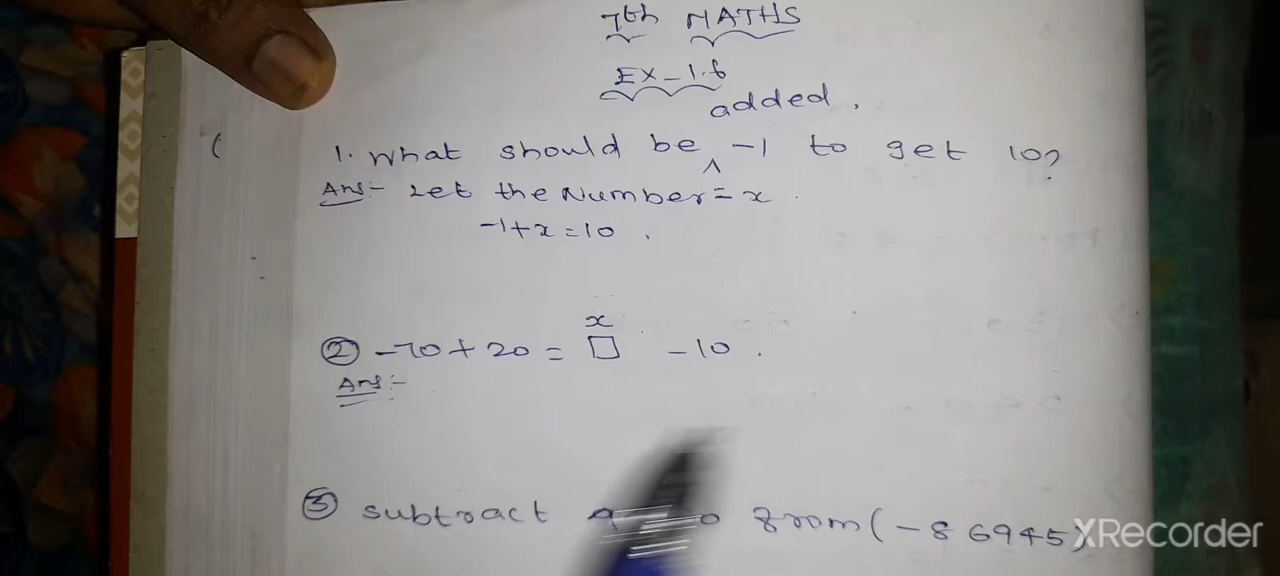 7th MATHS
EX-1.6
added.
1. What should be ^ -1 to get 10?
Ans:- Let the Number = x.
-1+x=10.
x
② -70+20 = □ -10.
Ans:-
③ subtract from (-86945)
XRecorder